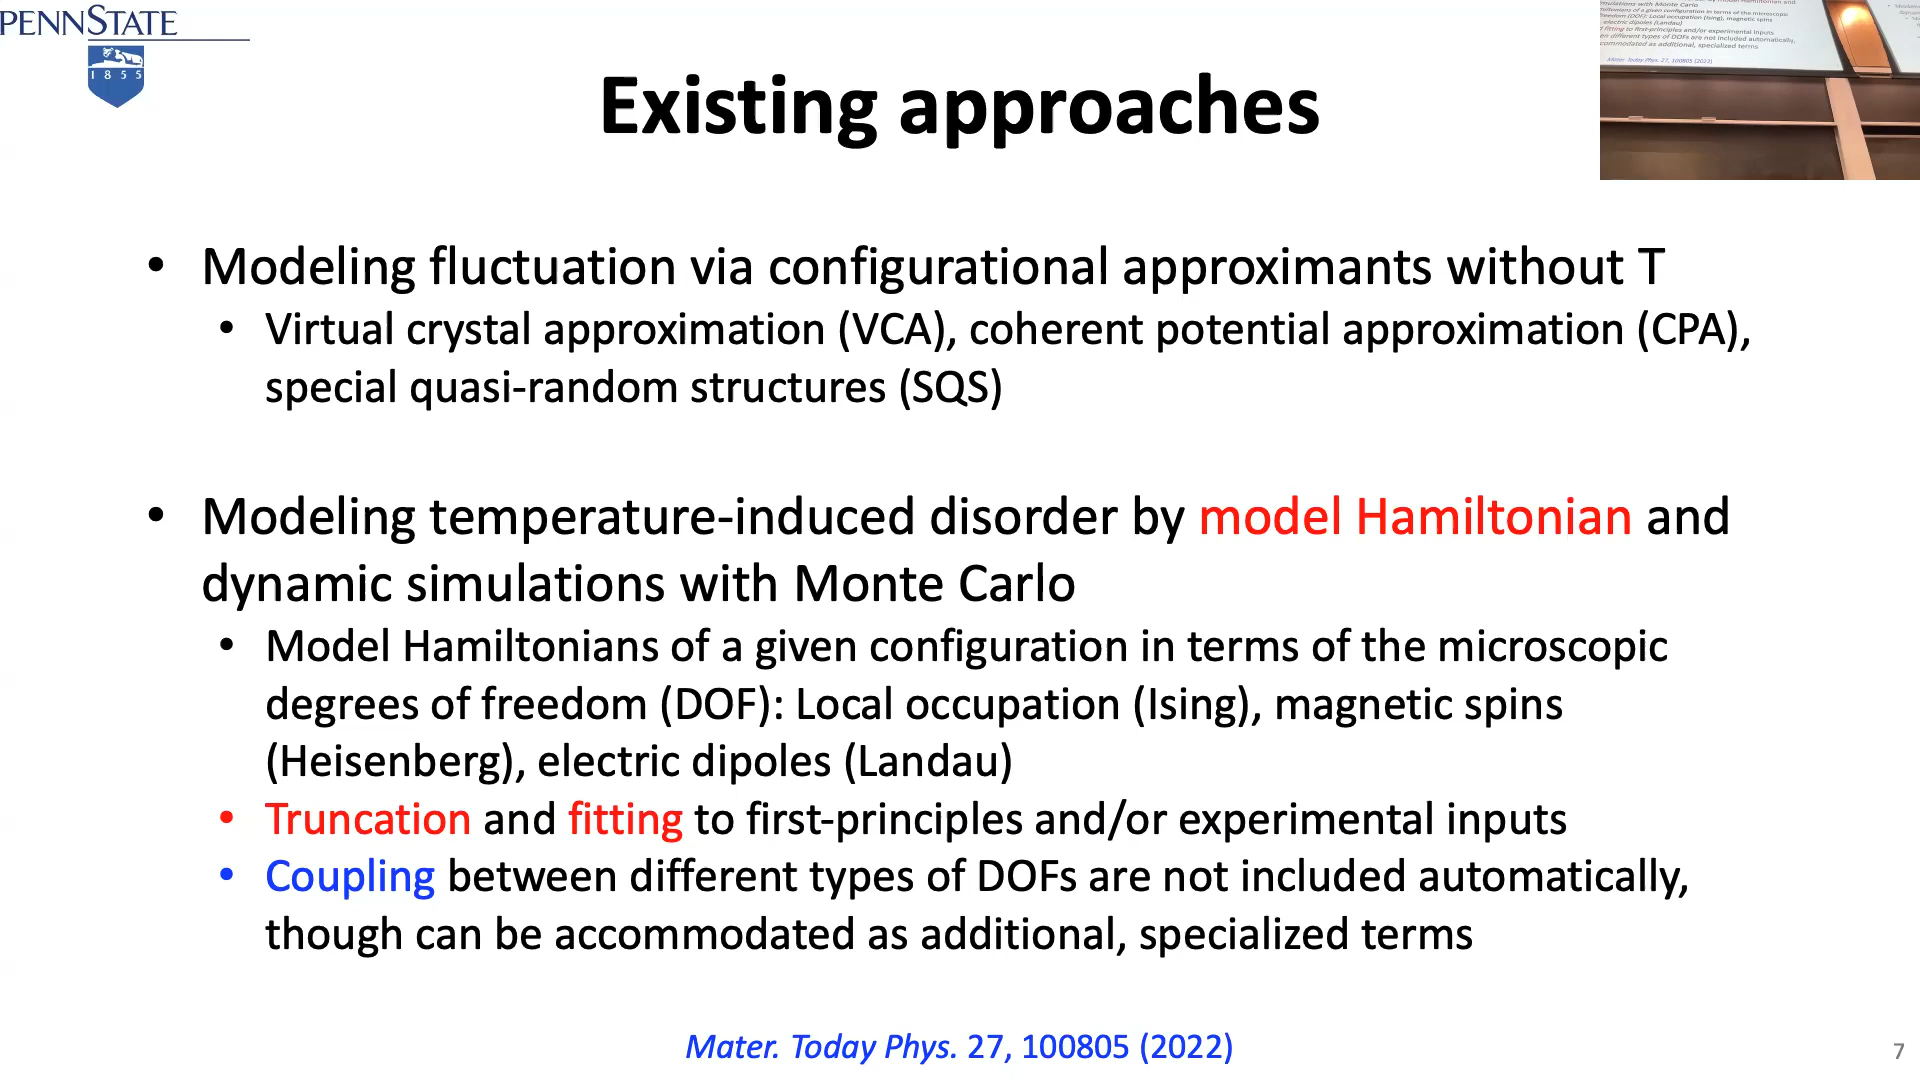 PENNSTATE
1855
Existing approaches
• Modeling fluctuation via configurational approximants without T
• Virtual crystal approximation (VCA), coherent potential approximation (CPA),
special quasi-random structures (SQS)
• Modeling temperature-induced disorder by model Hamiltonian and
dynamic simulations with Monte Carlo
• Model Hamiltonians of a given configuration in terms of the microscopic
degrees of freedom (DOF): Local occupation (Ising), magnetic spins
(Heisenberg), electric dipoles (Landau)
• Truncation and fitting to first-principles and/or experimental inputs
• Coupling between different types of DOFs are not included automatically,
though can be accommodated as additional, specialized terms
Mater. Today Phys. 27, 100805 (2022)
7